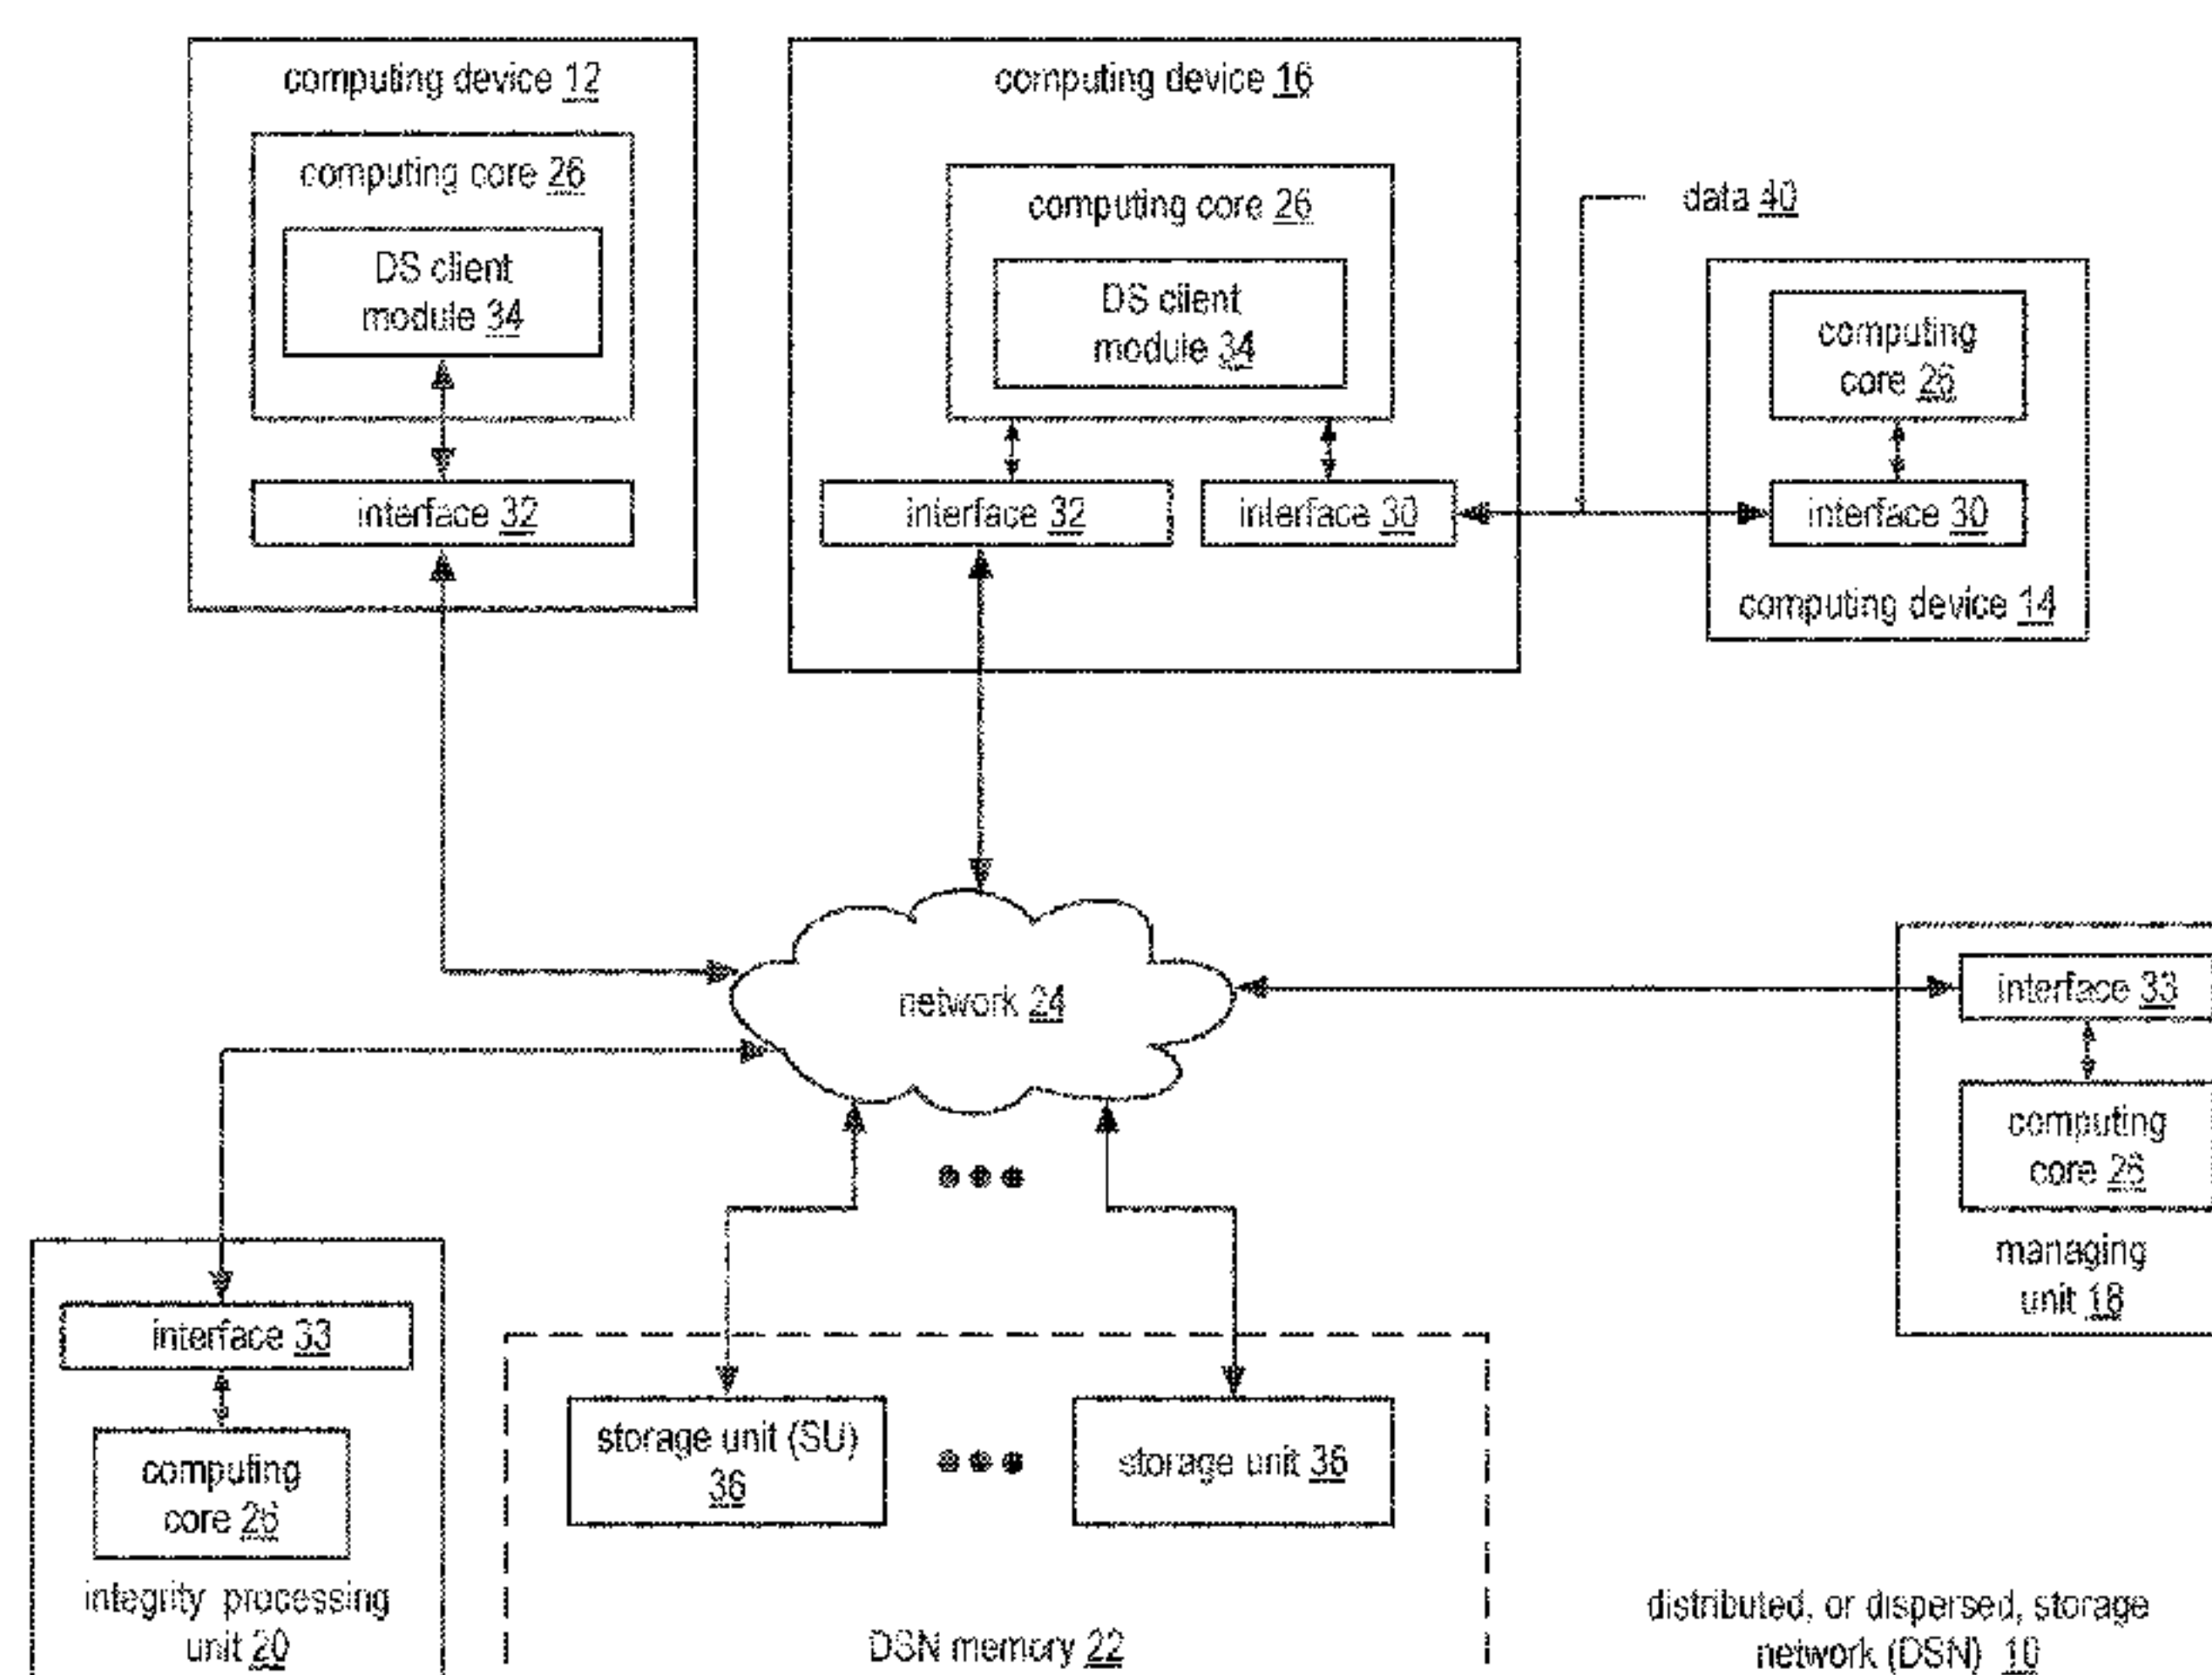 computing device 12
computing core 26
DS client
module 34
interface 32
computing device 16
computing core 26
DS client
module 34
interface 32
interface 30
data 40
computing
core 26
interface 30
computing device 14
network 24
interface 33
computing
core 26
managing
unit 18
interface 33
computing
core 26
integrity processing
unit 20
storage unit (SU)
36
storage unit 36
DSN memory 22
distributed, or dispersed, storage
network (DSN) 10